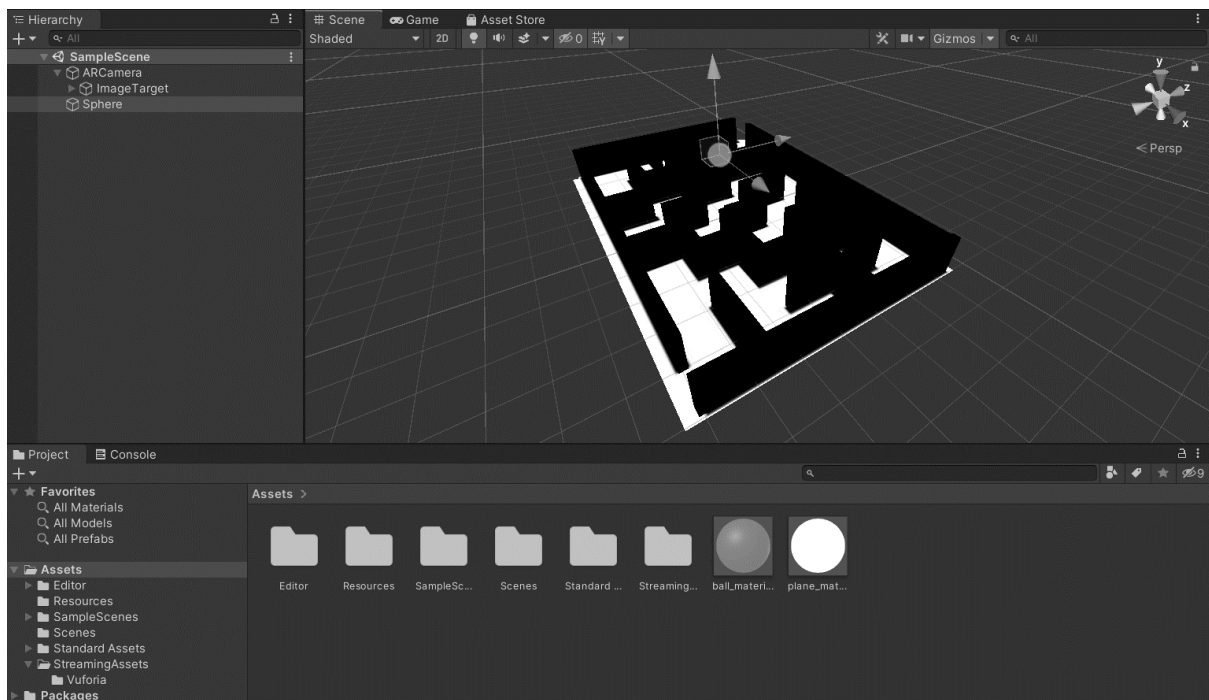 Hierarchy
All
SampleScene
ARCamera
ImageTarget
Sphere
Scene Game Asset Store
Shaded 2D 0 Gizmos All
y
z
x
Persp
Project Console
9
Favorites
All Materials
All Models
All Prefabs
Assets
Editor
Resources
SampleScenes
Scenes
Standard Assets
StreamingAssets
Vuforia
Packages
Assets >
Editor Resources SampleSc... Scenes Standard ... Streaming... ball_materi... plane_mat...